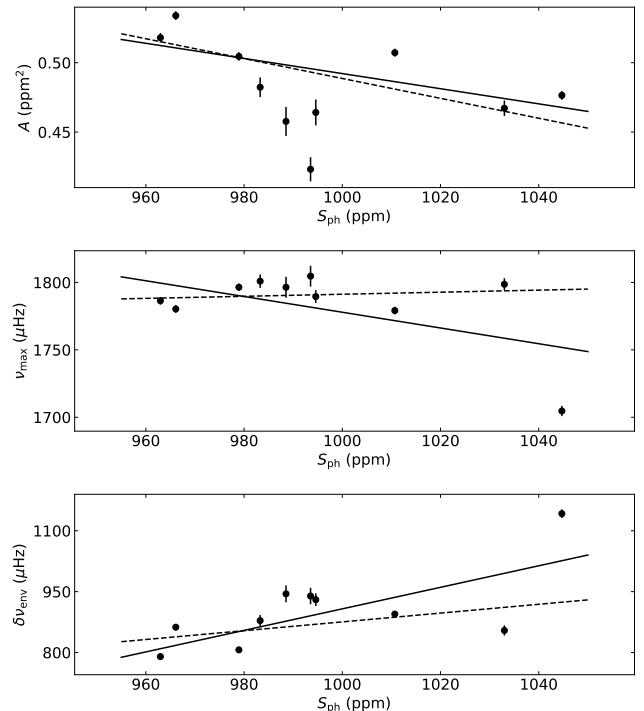 A (ppm²)
0.50
0.45
960 980 1000 1020 1040
S_ph (ppm)
ν_max (μHz)
1800
1750
1700
960 980 1000 1020 1040
S_ph (ppm)
δν_env (μHz)
1100
950
800
960 980 1000 1020 1040
S_ph (ppm)